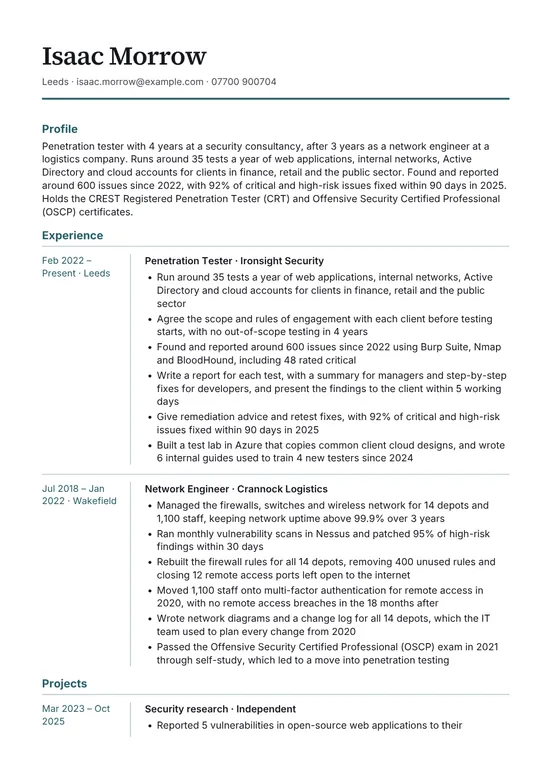 Isaac Morrow
Leeds · isaac.morrow@example.com · 07700 900704
Profile
Penetration tester with 4 years at a security consultancy, after 3 years as a network engineer at a
logistics company. Runs around 35 tests a year of web applications, internal networks, Active
Directory and cloud accounts for clients in finance, retail and the public sector. Found and reported
around 600 issues since 2022, with 92% of critical and high-risk issues fixed within 90 days in 2025.
Holds the CREST Registered Penetration Tester (CRT) and Offensive Security Certified Professional
(OSCP) certificates.
Experience
Feb 2022 –
Present · Leeds
Penetration Tester · Ironsight Security
• Run around 35 tests a year of web applications, internal networks, Active
Directory and cloud accounts for clients in finance, retail and the public
sector
• Agree the scope and rules of engagement with each client before testing
starts, with no out-of-scope testing in 4 years
• Found and reported around 600 issues since 2022 using Burp Suite, Nmap
and BloodHound, including 48 rated critical
• Write a report for each test, with a summary for managers and step-by-step
fixes for developers, and present the findings to the client within 5 working
days
• Give remediation advice and retest fixes, with 92% of critical and high-risk
issues fixed within 90 days in 2025
• Built a test lab in Azure that copies common client cloud designs, and wrote
6 internal guides used to train 4 new testers since 2024
Jul 2018 – Jan
2022 · Wakefield
Network Engineer · Crannock Logistics
• Managed the firewalls, switches and wireless network for 14 depots and
1,100 staff, keeping network uptime above 99.9% over 3 years
• Ran monthly vulnerability scans in Nessus and patched 95% of high-risk
findings within 30 days
• Rebuilt the firewall rules for all 14 depots, removing 400 unused rules and
closing 12 remote access ports left open to the internet
• Moved 1,100 staff onto multi-factor authentication for remote access in
2020, with no remote access breaches in the 18 months after
• Wrote network diagrams and a change log for all 14 depots, which the IT
team used to plan every change from 2020
• Passed the Offensive Security Certified Professional (OSCP) exam in 2021
through self-study, which led to a move into penetration testing
Projects
Mar 2023 – Oct
2025
Security research · Independent
• Reported 5 vulnerabilities in open-source web applications to their